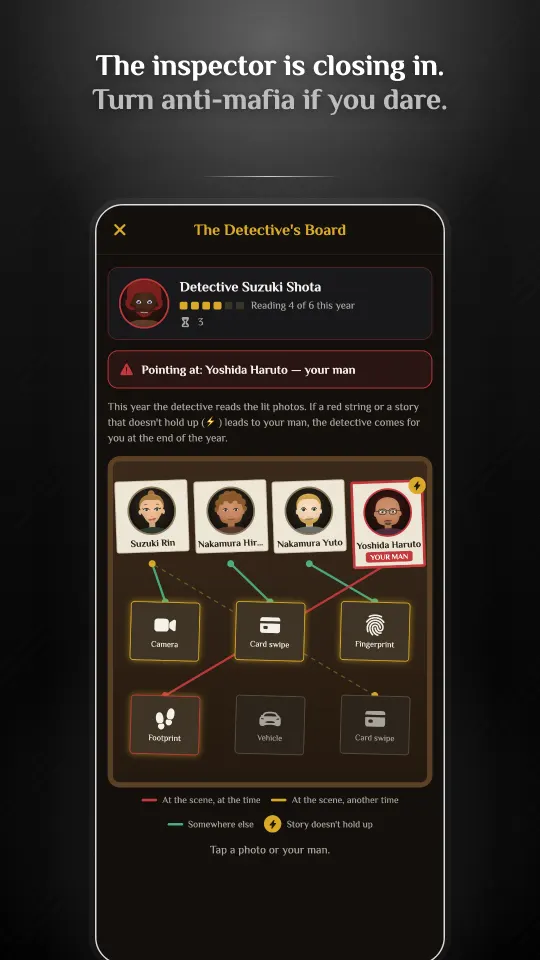 The inspector is closing in.
Turn anti-mafia if you dare.
The Detective's Board
Detective Suzuki Shota
Reading 4 of 6 this year
3
Pointing at: Yoshida Haruto — your man
This year the detective reads the lit photos. If a red string or a story
that doesn't hold up (⚡) leads to your man, the detective comes for
you at the end of the year.
Suzuki Rin
Nakamura Hir...
Nakamura Yuto
Yoshida Haruto
YOUR MAN
Camera
Card swipe
Fingerprint
Footprint
Vehicle
Card swipe
At the scene, at the time
At the scene, another time
Somewhere else
Story doesn't hold up
Tap a photo or your man.